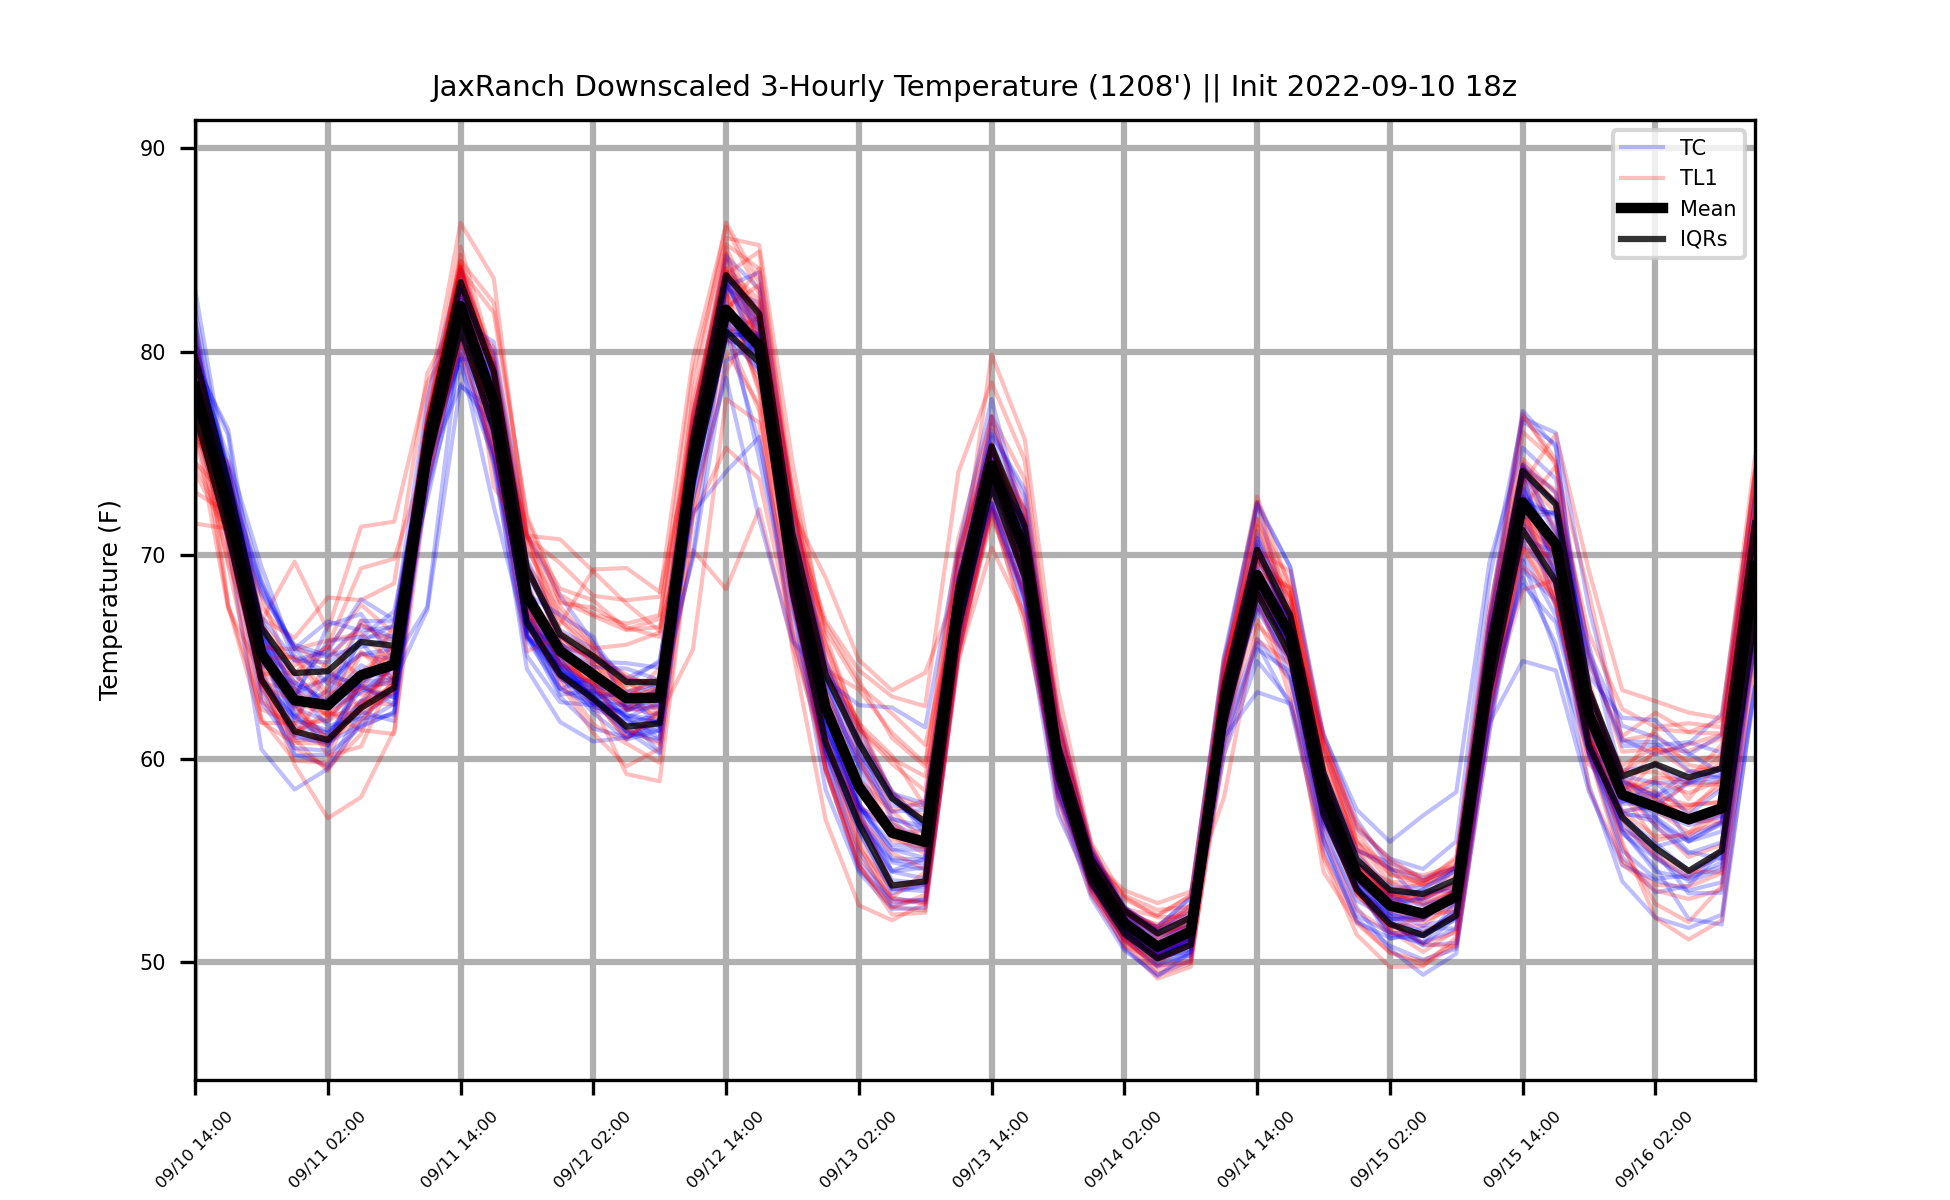 JaxRanch Downscaled 3-Hourly Temperature (1208') || Init 2022-09-10 18z
TC
TL1
Mean
IQRs
Temperature (F)
90
80
70
60
50
09/10 14:00
09/11 02:00
09/11 14:00
09/12 02:00
09/12 14:00
09/13 02:00
09/13 14:00
09/14 02:00
09/14 14:00
09/15 02:00
09/15 14:00
09/16 02:00